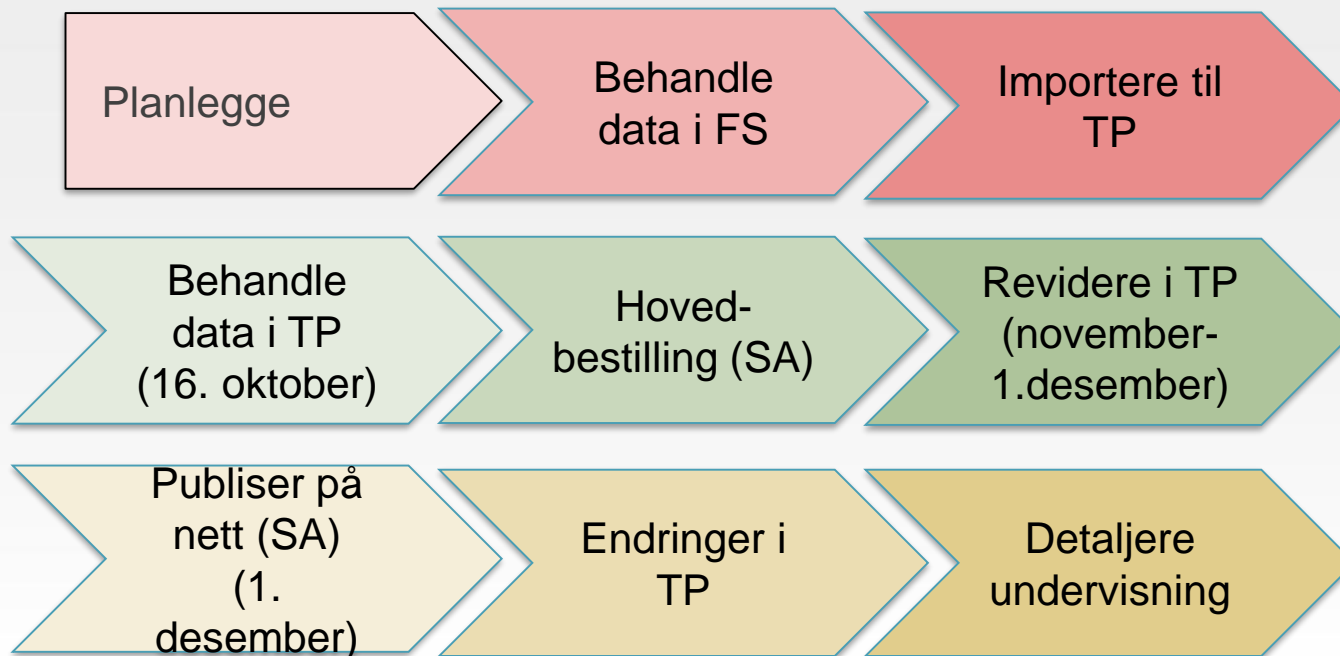 Planlegge
Behandle
data i FS
Importere til
TP
Behandle
data i TP
(16. oktober)
Hoved-
bestilling (SA)
Revidere i TP
(november-
1.desember)
Publiser på
nett (SA)
(1.
desember)
Endringer i
TP
Detaljere
undervisning